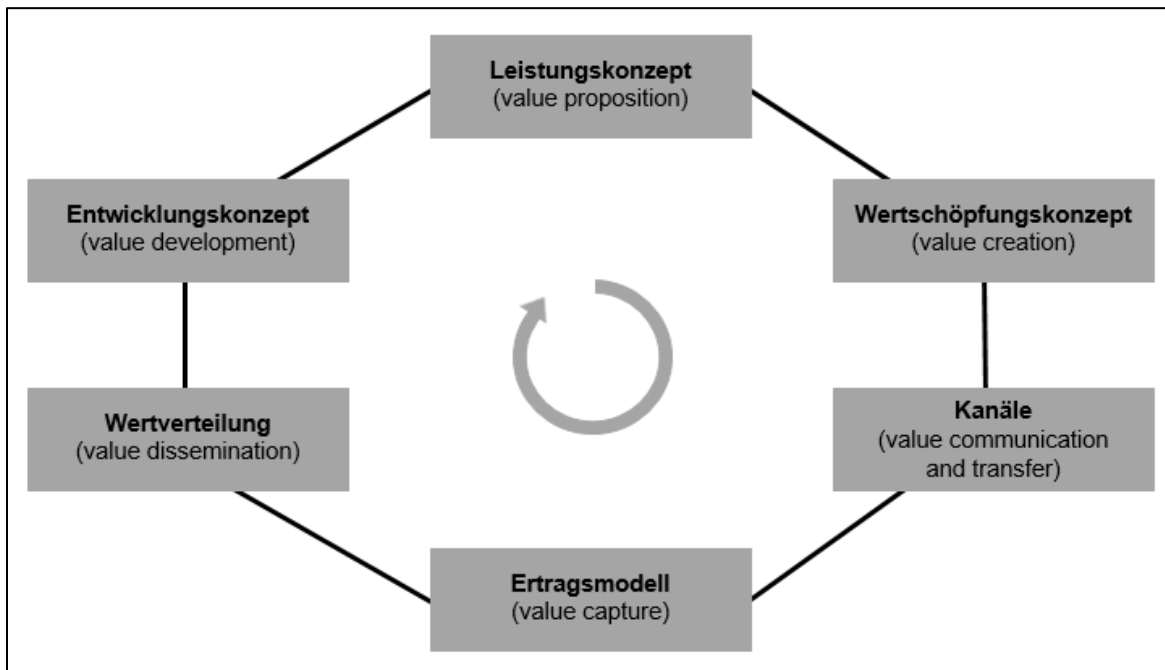 Leistungskonzept
(value proposition)
Entwicklungskonzept
(value development)
Wertschöpfungskonzept
(value creation)
Wertverteilung
(value dissemination)
Kanäle
(value communication
and transfer)
Ertragsmodell
(value capture)